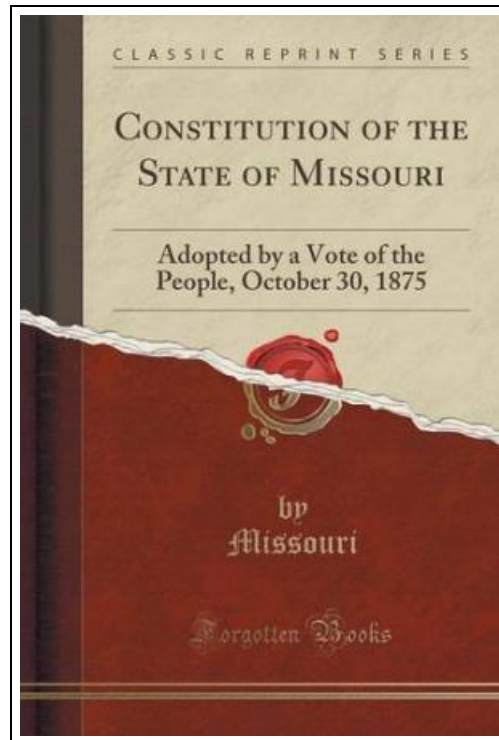 CLASSIC REPRINT SERIES
CONSTITUTION OF THE
STATE OF MISSOURI
Adopted by a Vote of the
People, October 30, 1875
by
Missouri
Forgotten Books